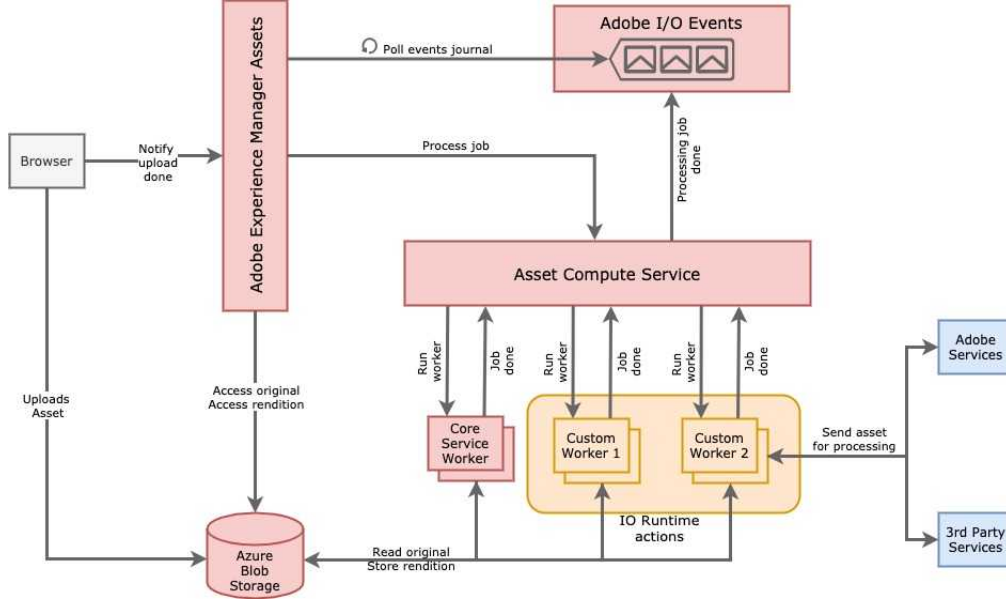 Adobe I/O Events
Poll events journal
Adobe Experience Manager Assets
Browser
Notify
upload
done
Process job
Processing job
done
Asset Compute Service
Run
worker
Job
done
Run
worker
Job
done
Run
worker
Job
done
Adobe
Services
Uploads
Asset
Access original
Access rendition
Core
Service
Worker
Custom
Worker 1
Custom
Worker 2
Send asset
for processing
IO Runtime
actions
3rd Party
Services
Azure
Blob
Storage
Read original
Store rendition